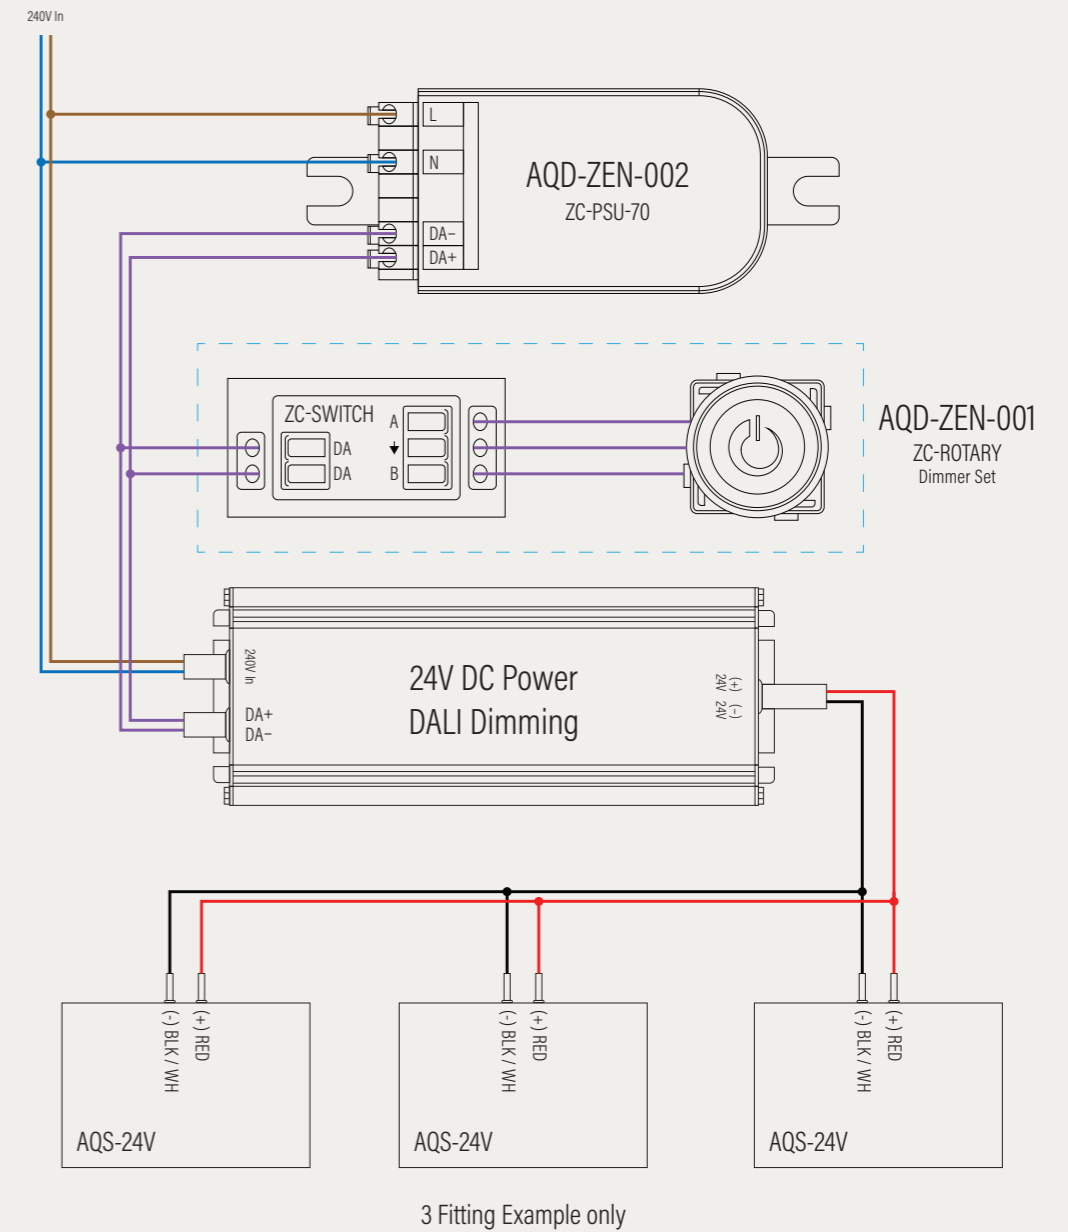 240V In
L
N
DA-
DA+
AQD-ZEN-002
ZC-PSU-70
ZC-SWITCH
DA
DA
A
B
AQD-ZEN-001
ZC-ROTARY
Dimmer Set
240V In
DA+
DA-
24V DC Power
DALI Dimming
(+) (-)
24V 24V
(-) BLK / WH
(+) RED
AQS-24V
(-) BLK / WH
(+) RED
AQS-24V
(-) BLK / WH
(+) RED
AQS-24V
3 Fitting Example only